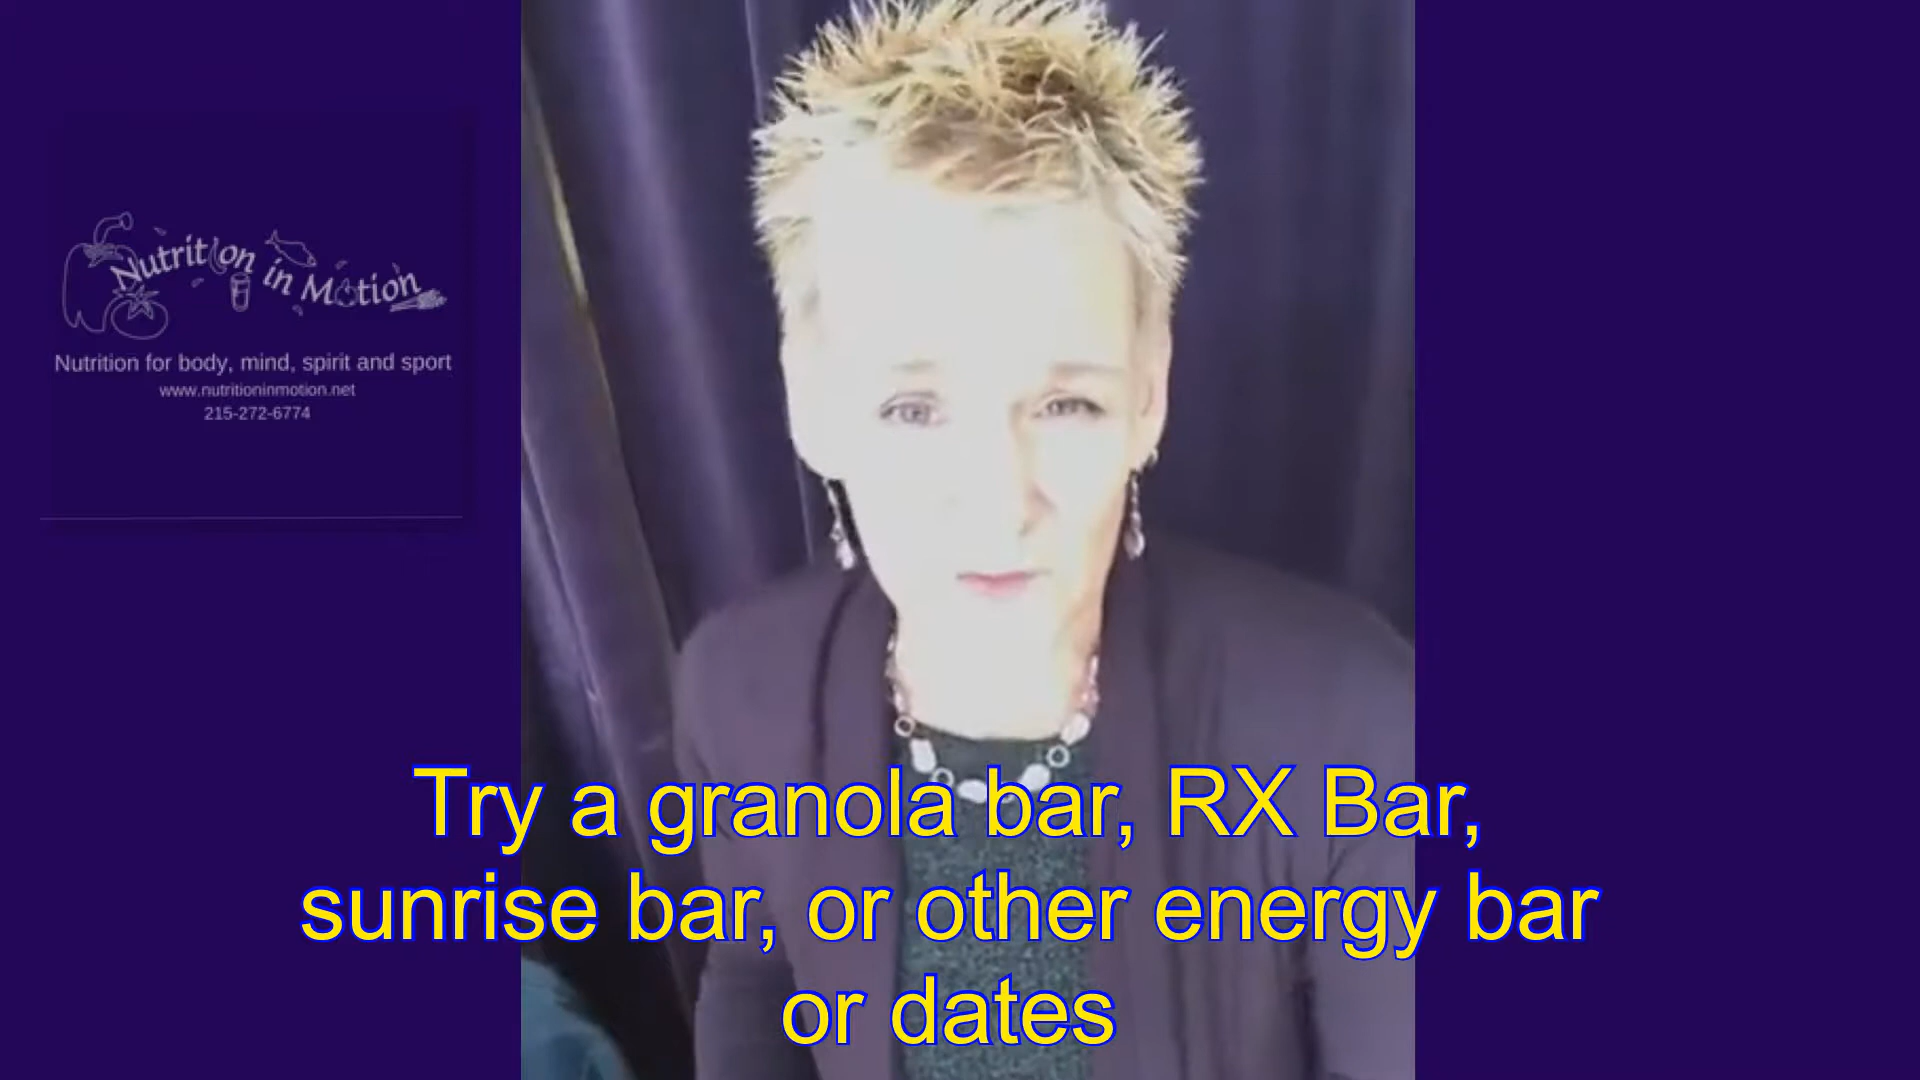 Nutrition in Motion
Nutrition for body, mind, spirit and sport
www.nutritioninmotion.net
215-272-6774
Try a granola bar, RX Bar,
sunrise bar, or other energy bar
or dates